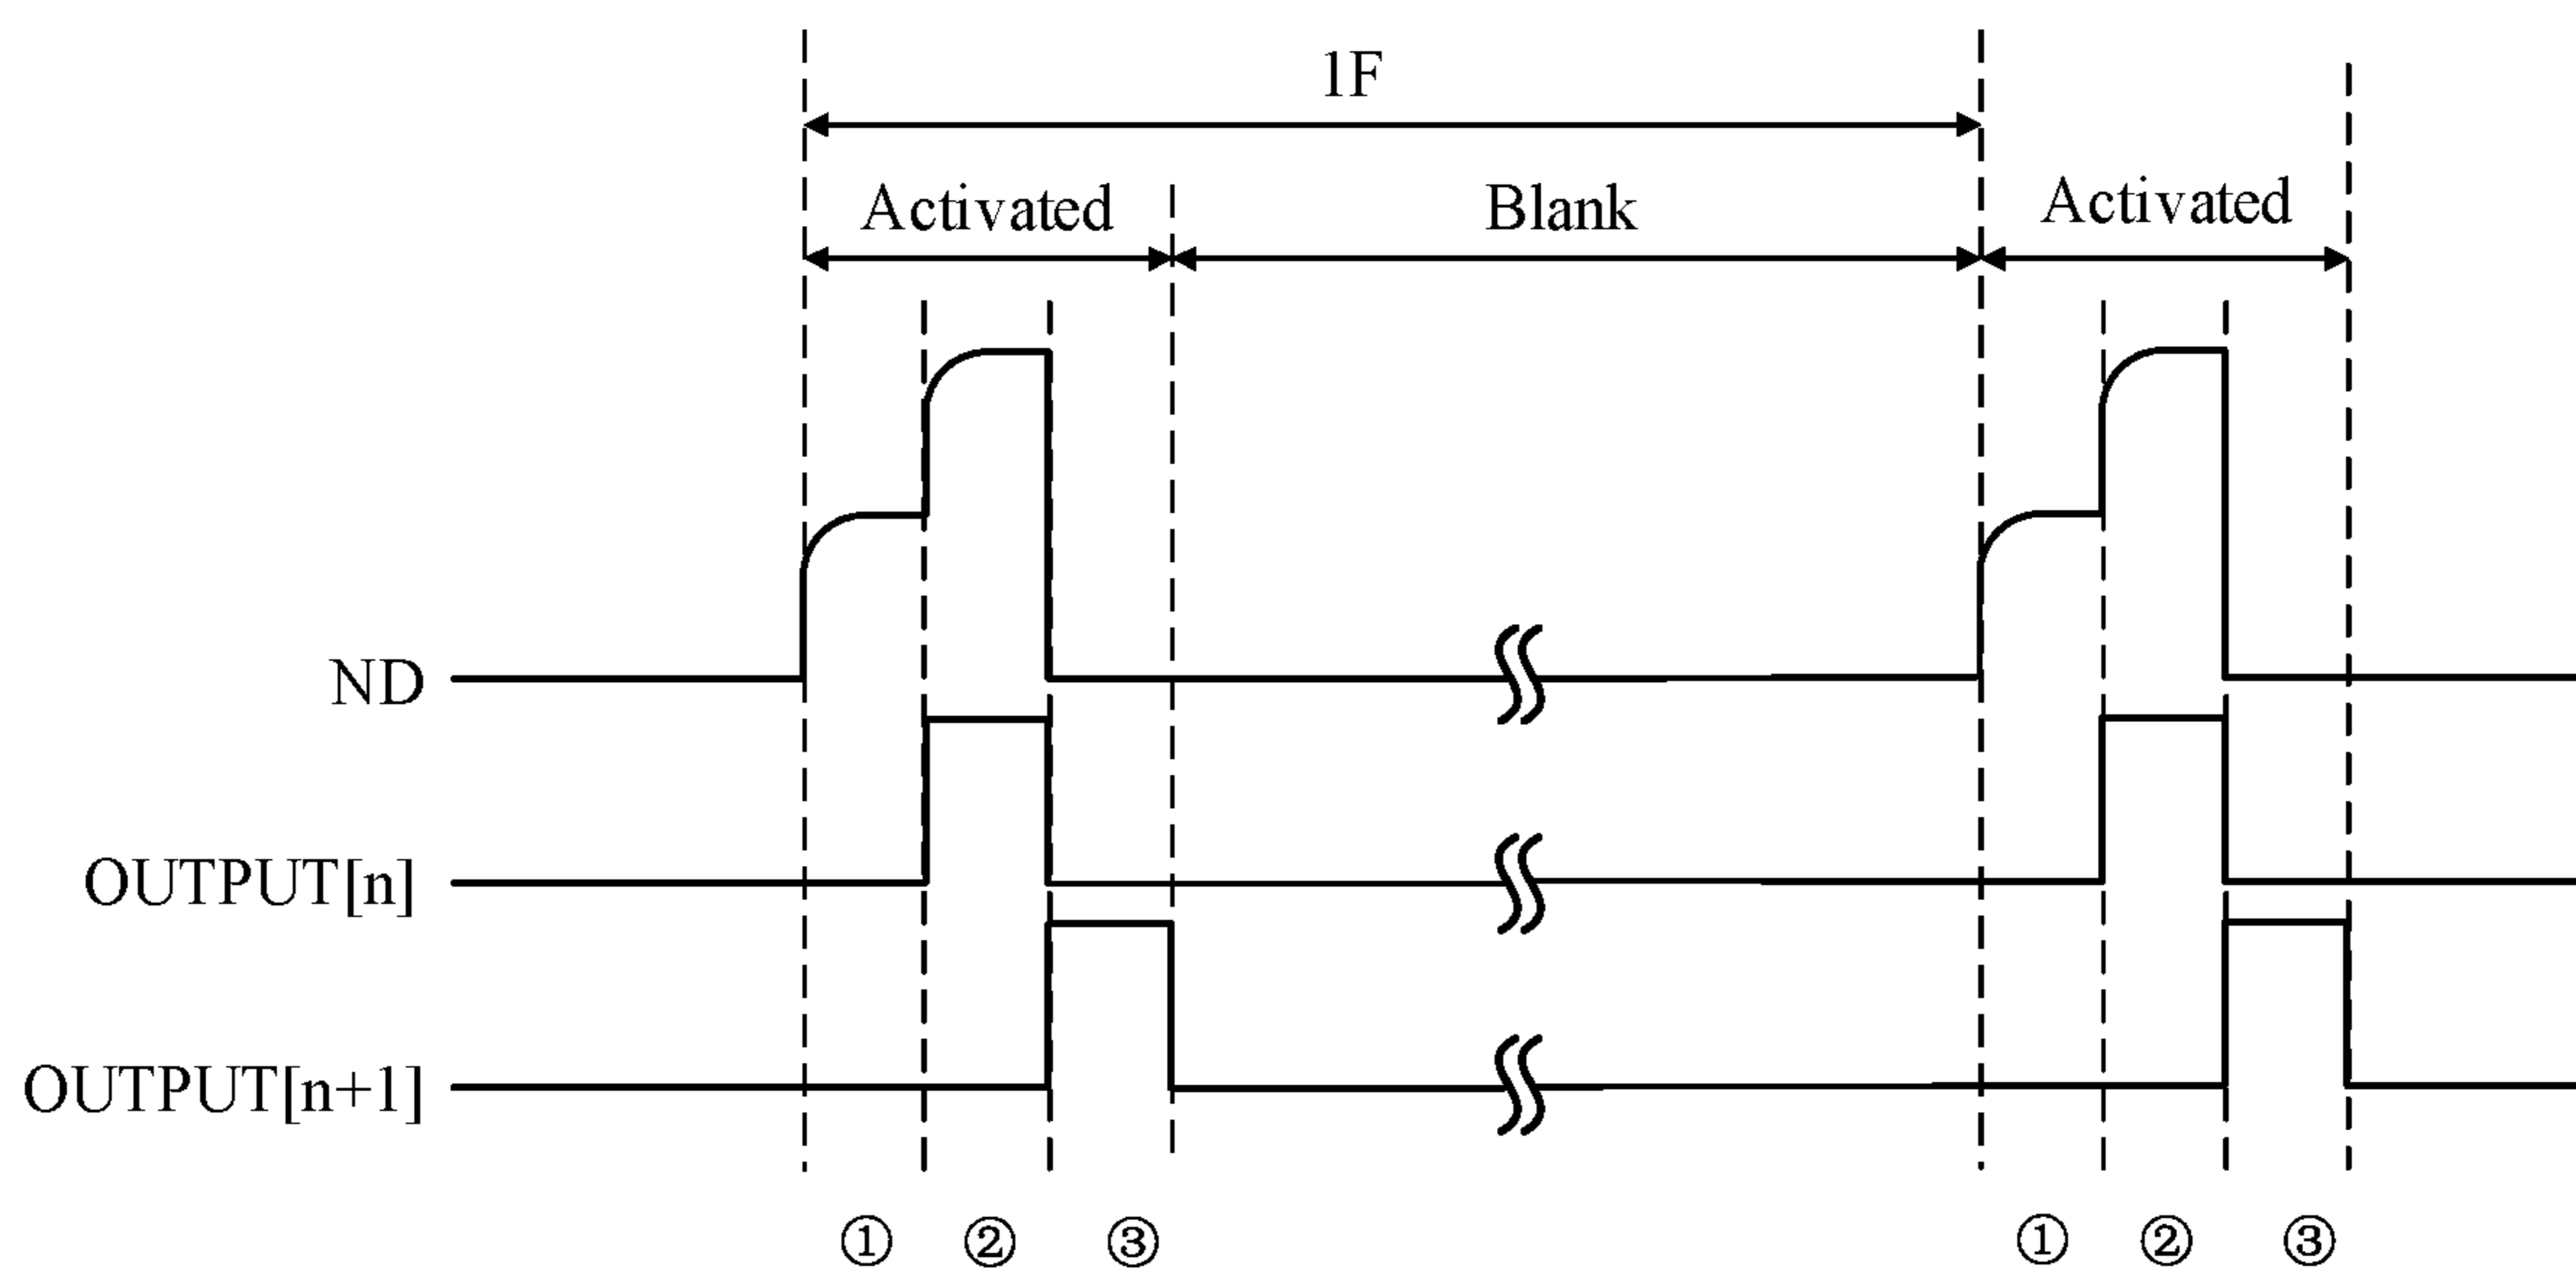 1F
Activated
Blank
Activated
ND
OUTPUT[n]
OUTPUT[n+1]
① ② ③ ① ② ③